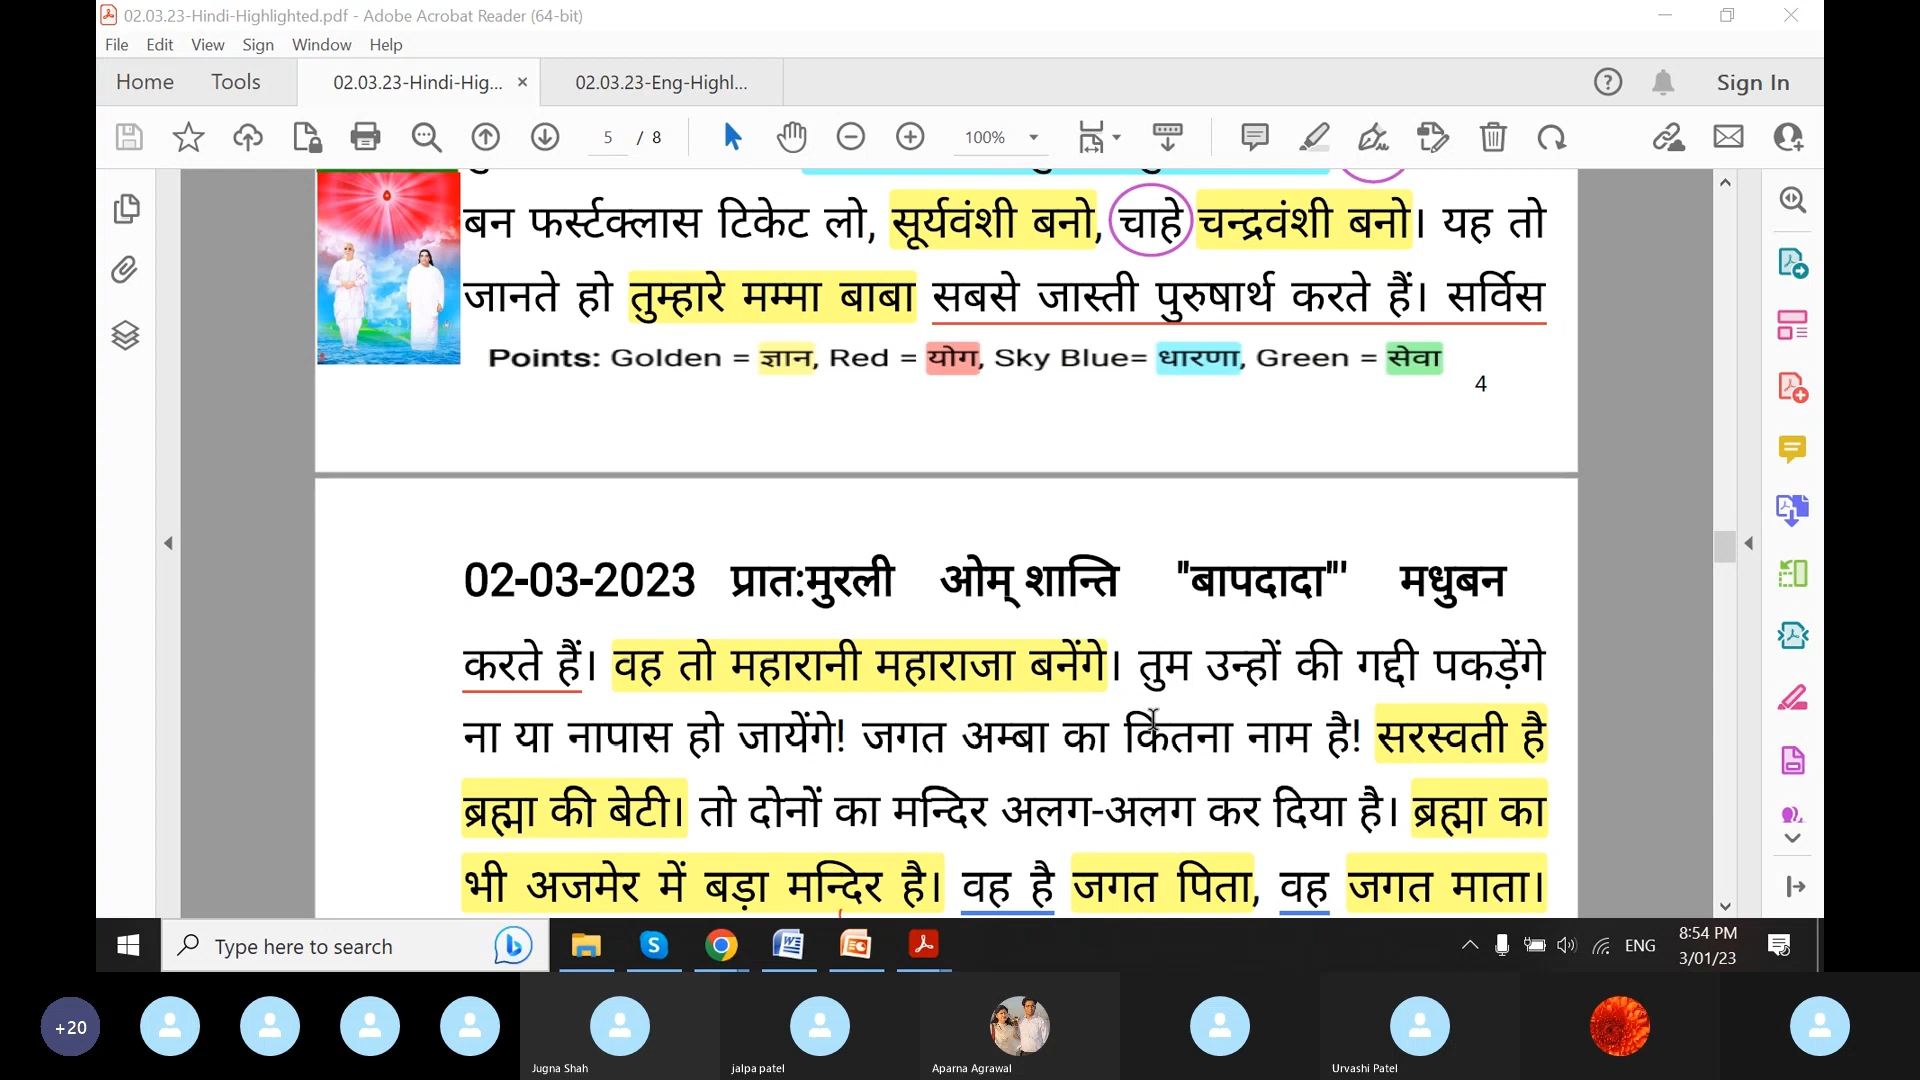 02.03.23-Hindi-Highlighted.pdf - Adobe Acrobat Reader (64-bit)
File Edit View Sign Window Help
Home Tools 02.03.23-Hindi-Hig... × 02.03.23-Eng-Highl... Sign In
5 / 8 100%
बन फर्स्टक्लास टिकेट लो, सूर्यवंशी बनो, चाहे चन्द्रवंशी बनो। यह तो
जानते हो तुम्हारे मम्मा बाबा सबसे जास्ती पुरुषार्थ करते हैं। सर्विस
Points: Golden = ज्ञान, Red = योग, Sky Blue= धारणा, Green = सेवा
4
02-03-2023 प्रात:मुरली ओम् शान्ति "बापदादा"' मधुबन
करते हैं। वह तो महारानी महाराजा बनेंगे। तुम उन्हों की गद्दी पकड़ेंगे
ना या नापास हो जायेंगे! जगत अम्बा का कितना नाम है! सरस्वती है
ब्रह्मा की बेटी। तो दोनों का मन्दिर अलग-अलग कर दिया है। ब्रह्मा का
भी अजमेर में बड़ा मन्दिर है। वह है जगत पिता, वह जगत माता।
Type here to search
ENG
8:54 PM
3/01/23
+20
Jugna Shah jalpa patel Aparna Agrawal Urvashi Patel